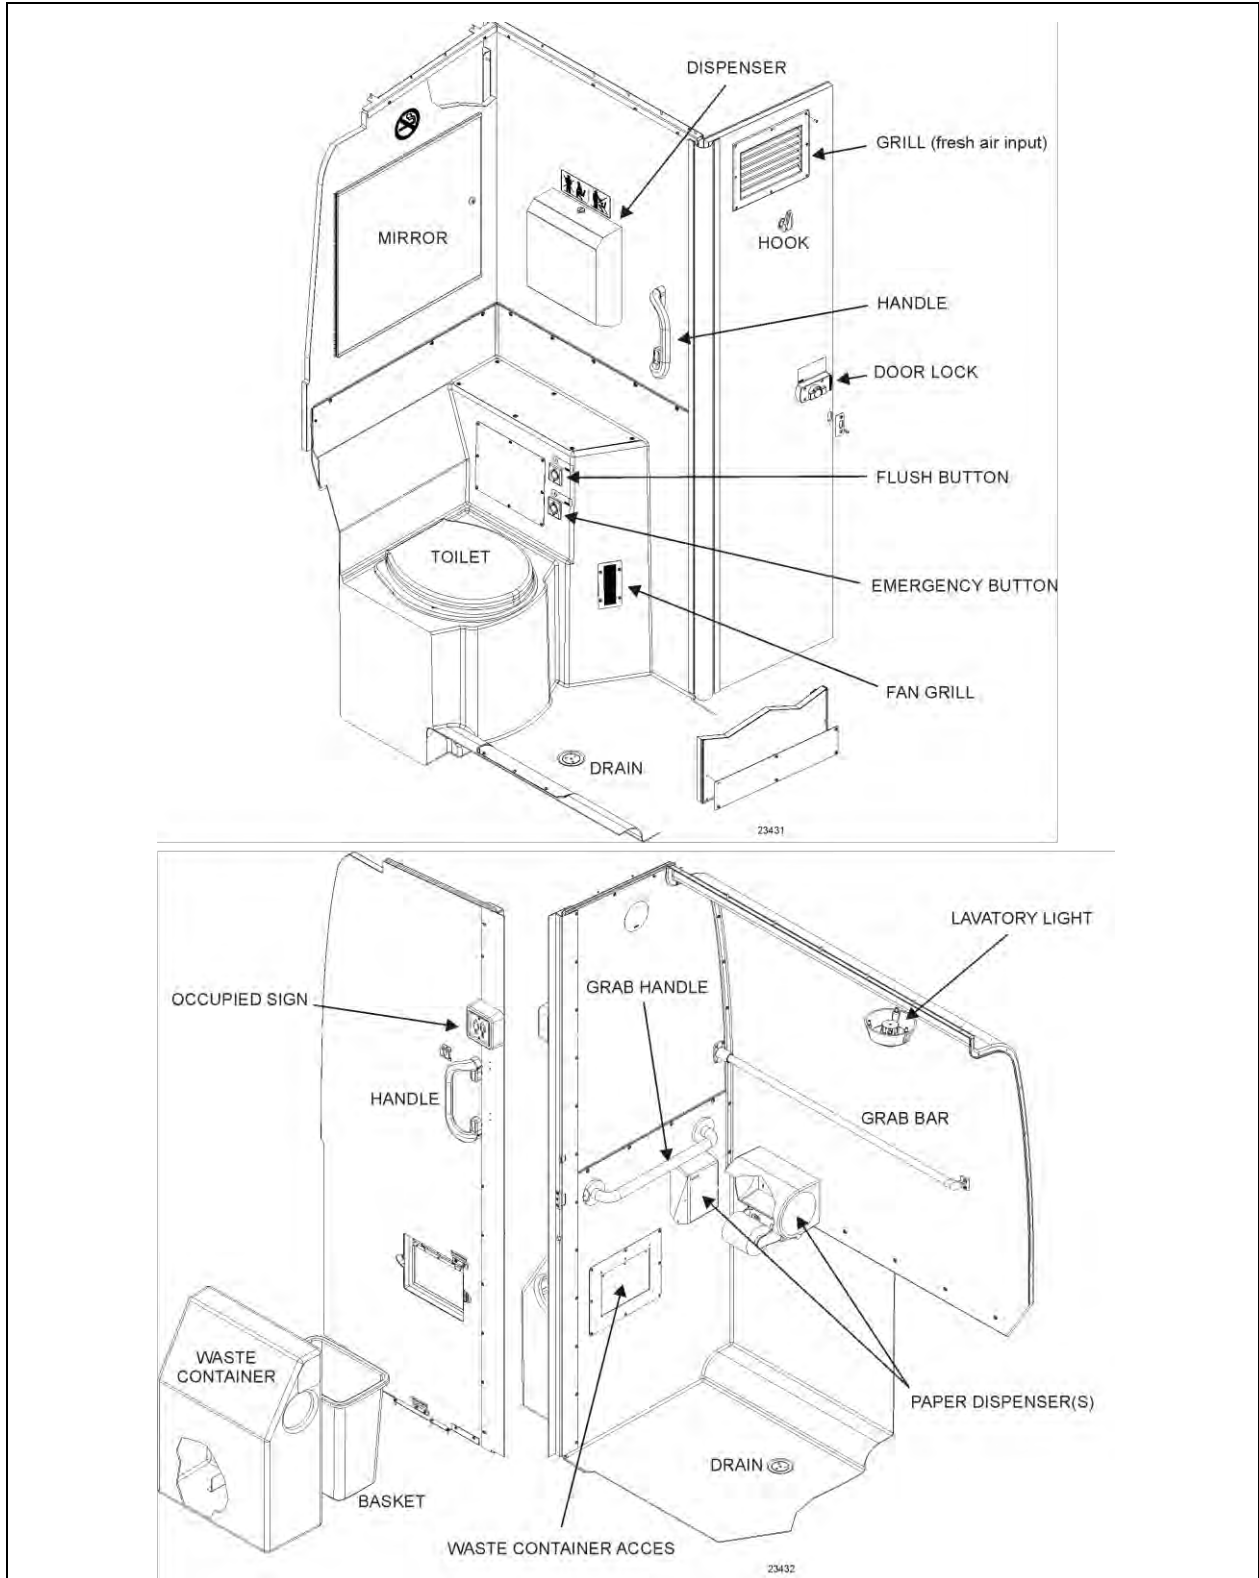 DISPENSER
GRILL (fresh air input)
MIRROR
HOOK
HANDLE
DOOR LOCK
FLUSH BUTTON
TOILET
EMERGENCY BUTTON
FAN GRILL
DRAIN
23431
LAVATORY LIGHT
GRAB HANDLE
OCCUPIED SIGN
HANDLE
GRAB BAR
WASTE
CONTAINER
PAPER DISPENSER(S)
DRAIN
BASKET
WASTE CONTAINER ACCES
23432